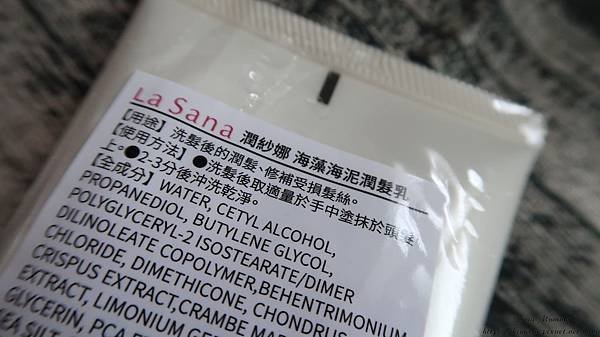 La Sana 潤紗娜 海藻海泥潤髮乳
【用途】洗髮後的潤髮、修補受損髮絲。
【使用方法】●洗髮後取適量於手中塗抹於頭髮
上。●2-3分後沖洗乾淨。
【全成分】WATER, CETYL ALCOHOL,
PROPANEDIOL, BUTYLENE GLYCOL,
POLYGLYCERYL-2 ISOSTEARATE/DIMER
DILINOLEATE COPOLYMER,BEHENTRIMONIUM
CHLORIDE, DIMETHICONE, CHONDRUS
CRISPUS EXTRACT,CRAMBE MAR
EXTRACT, LIMONIUM GE
GLYCERIN, PCA
SEA SILT